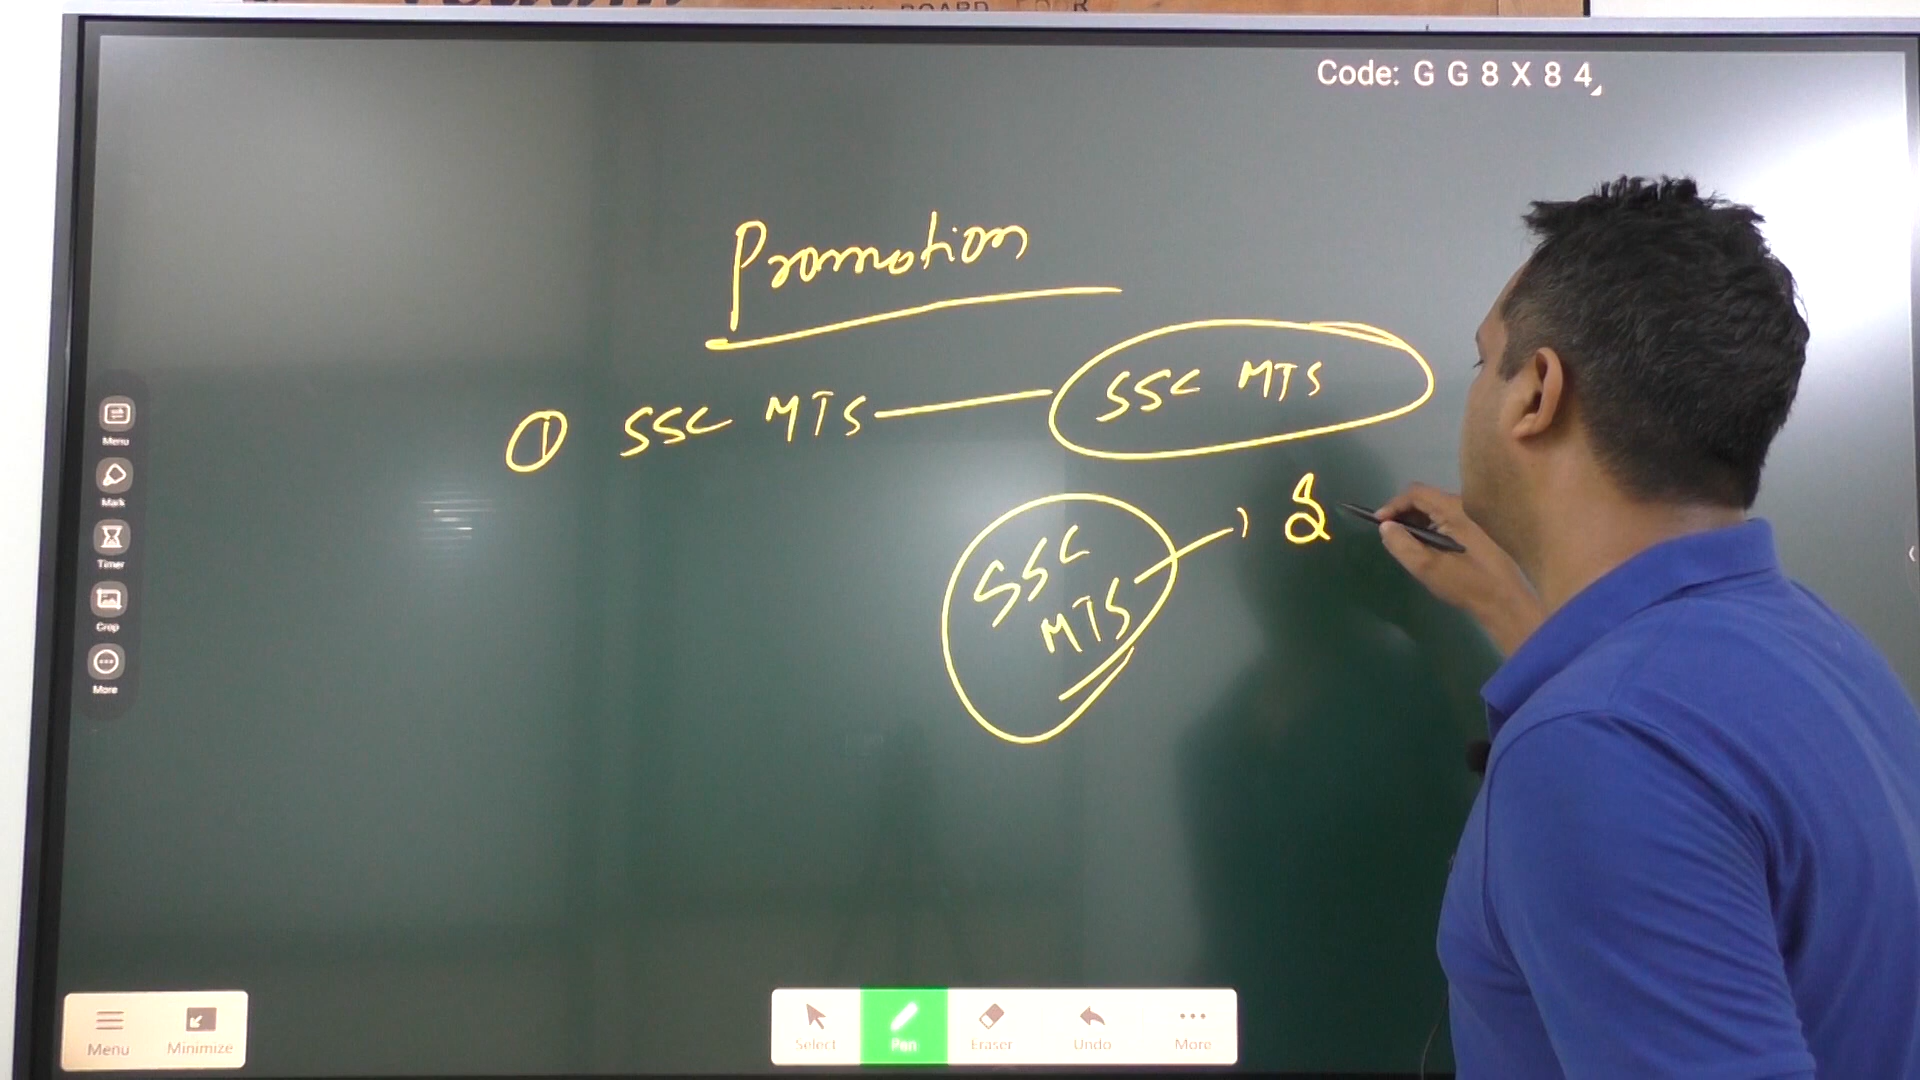 Code: G G 8 X 8 4
Promotion
① SSC MTS — SSC MTS
SSC
MTS
Menu
Mark
Timer
Crop
More
Menu
Minimize
Select
Pen
Eraser
Undo
More